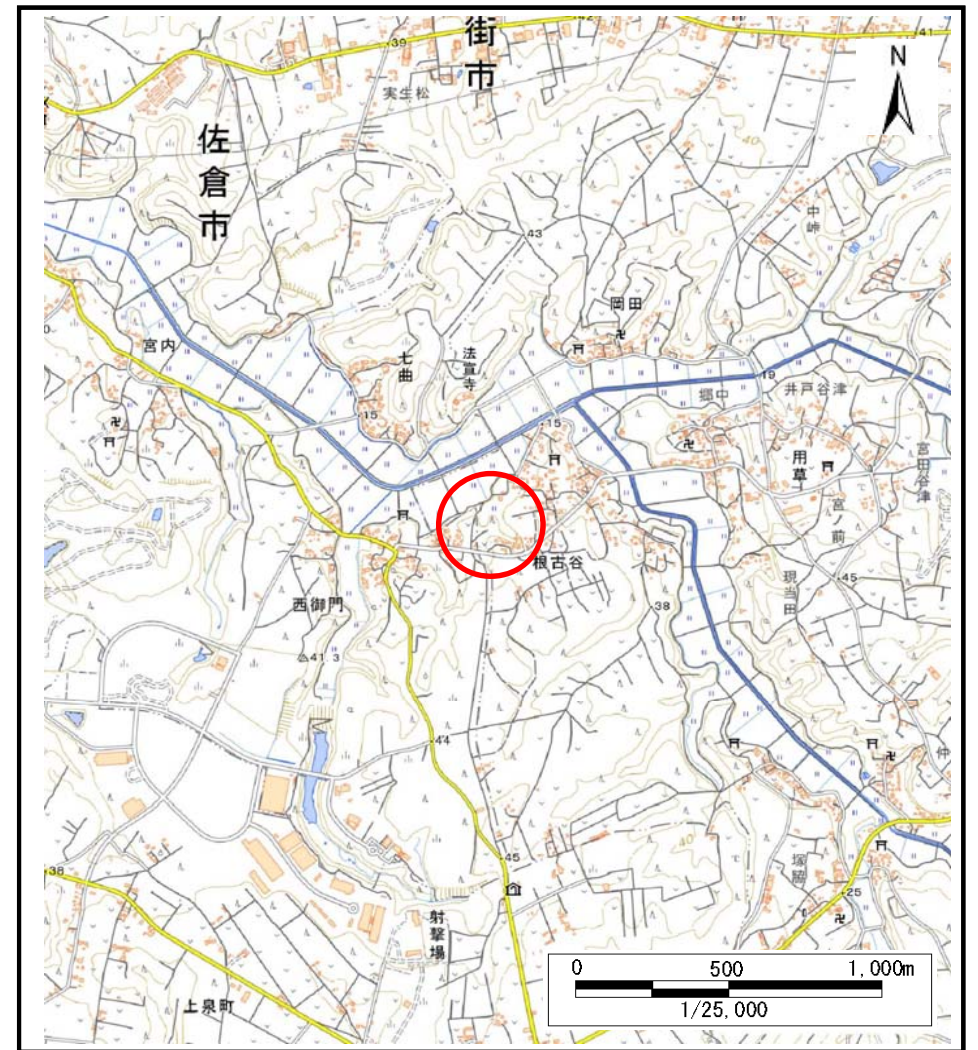 42
41
街市
39
N
実生松
40
佐倉市
中峠
43
岡田
宮内
七曲
法宣寺
19
井戸谷津
郷中
15
15
用草
宮田谷津
宮ノ前
根古谷
現当田
45
西御門
38
41.3
44
仲
40
45
38
塚脇
25
射撃場
上泉町
0 500 1,000m
1/25,000